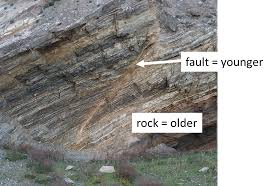 fault = younger
rock = older